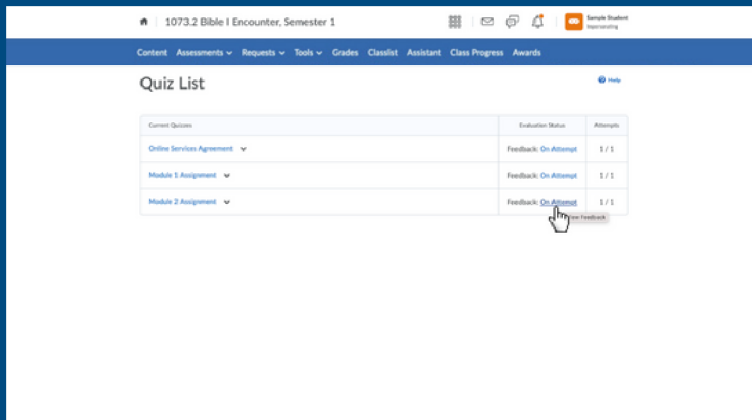 1073.2 Bible I Encounter, Semester 1
Sample Student
Impersonating
Content Assessments Requests Tools Grades Classlist Assistant Class Progress Awards
Quiz List
Help
Current Quizzes Evaluation Status Attempts
Online Services Agreement Feedback: On Attempt 1 / 1
Module 1 Assignment Feedback: On Attempt 1 / 1
Module 2 Assignment Feedback: On Attempt 1 / 1
Feedback